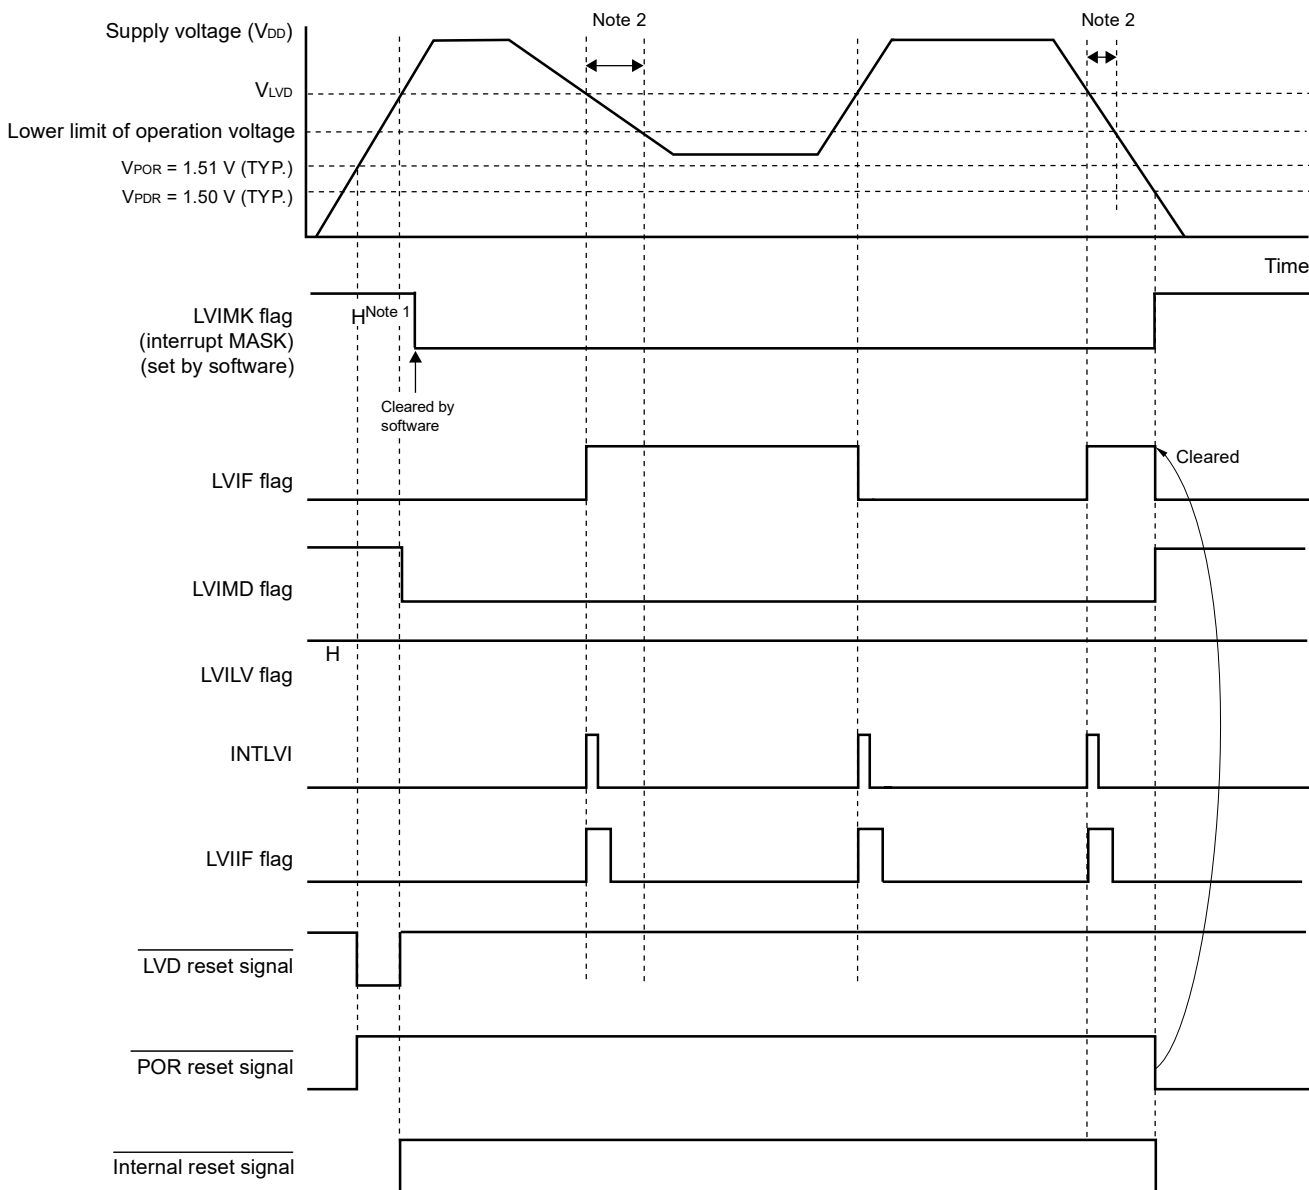 Note 2
Note 2
Supply voltage (VDD)
VLVD
Lower limit of operation voltage
VPOR = 1.51 V (TYP.)
VPDR = 1.50 V (TYP.)
Time
LVIMK flag
(interrupt MASK)
(set by software)
H Note 1
Cleared by
software
LVIF flag
Cleared
LVIMD flag
H
LVILV flag
INTLVI
LVIIF flag
LVD reset signal
POR reset signal
Internal reset signal